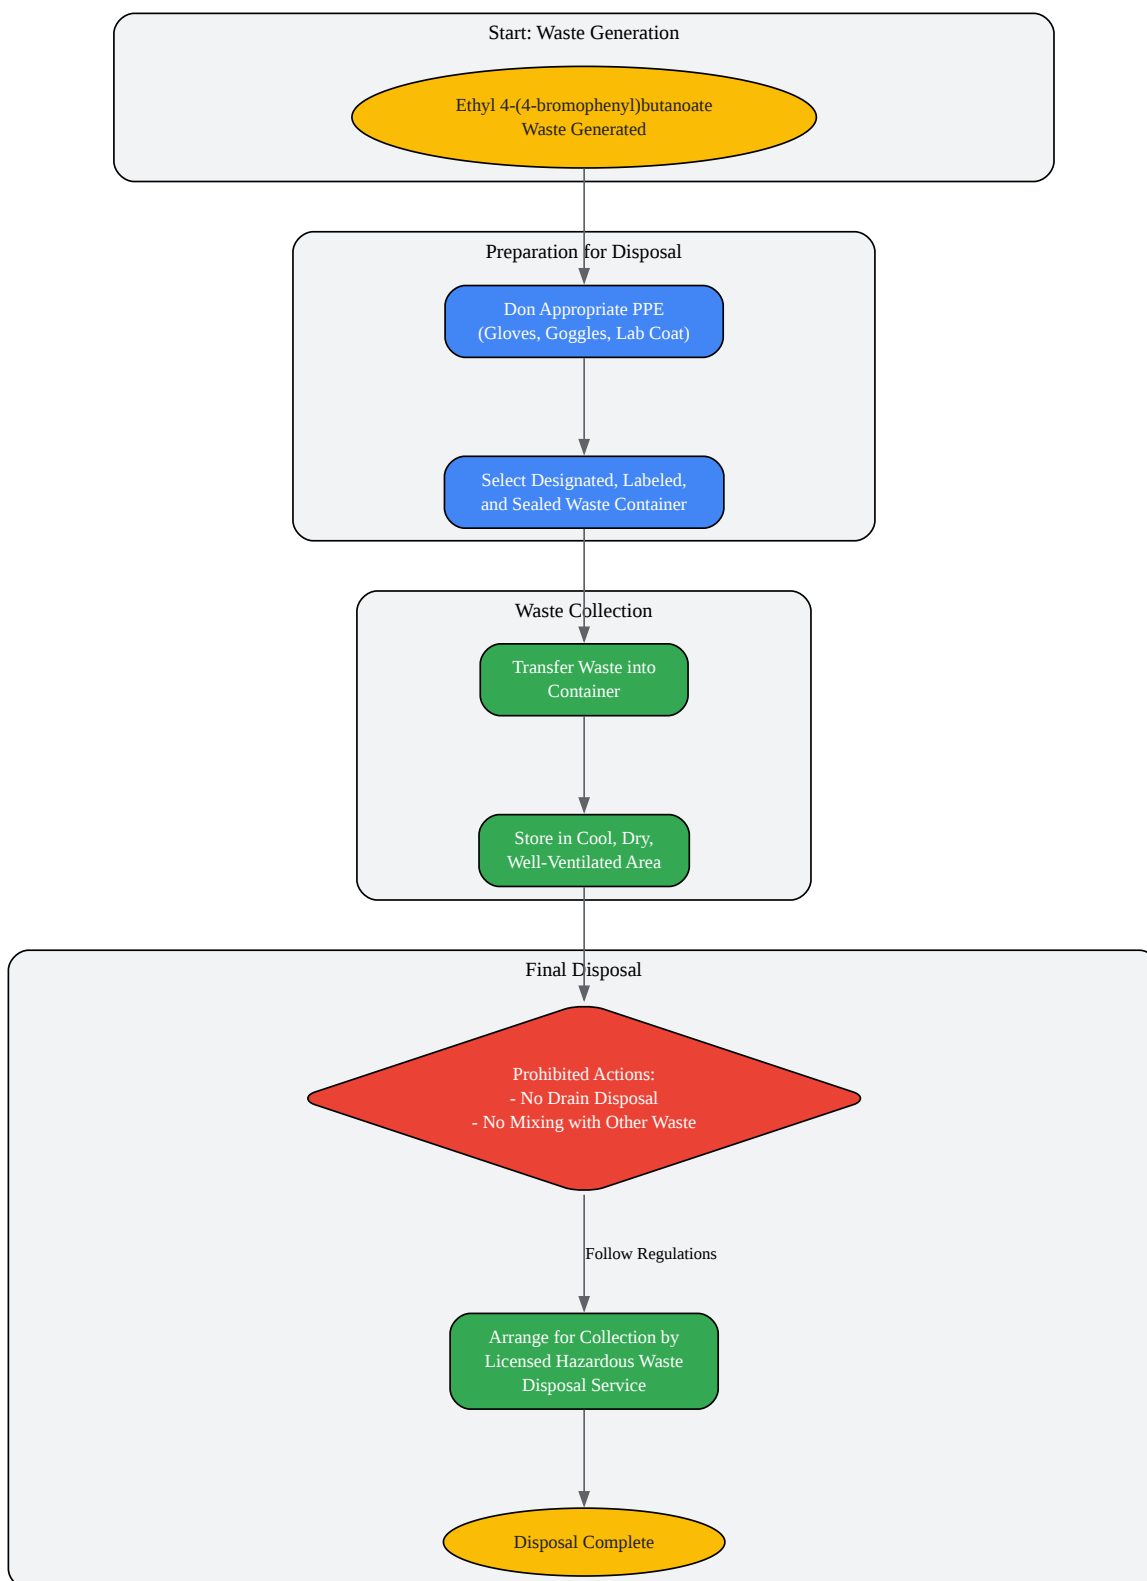 Start: Waste Generation
Ethyl 4-(4-bromophenyl)butanoate
Waste Generated
Preparation for Disposal
Don Appropriate PPE
(Gloves, Goggles, Lab Coat)
Select Designated, Labeled,
and Sealed Waste Container
Waste Collection
Transfer Waste into
Container
Store in Cool, Dry,
Well-Ventilated Area
Final Disposal
Prohibited Actions:
- No Drain Disposal
- No Mixing with Other Waste
Follow Regulations
Arrange for Collection by
Licensed Hazardous Waste
Disposal Service
Disposal Complete